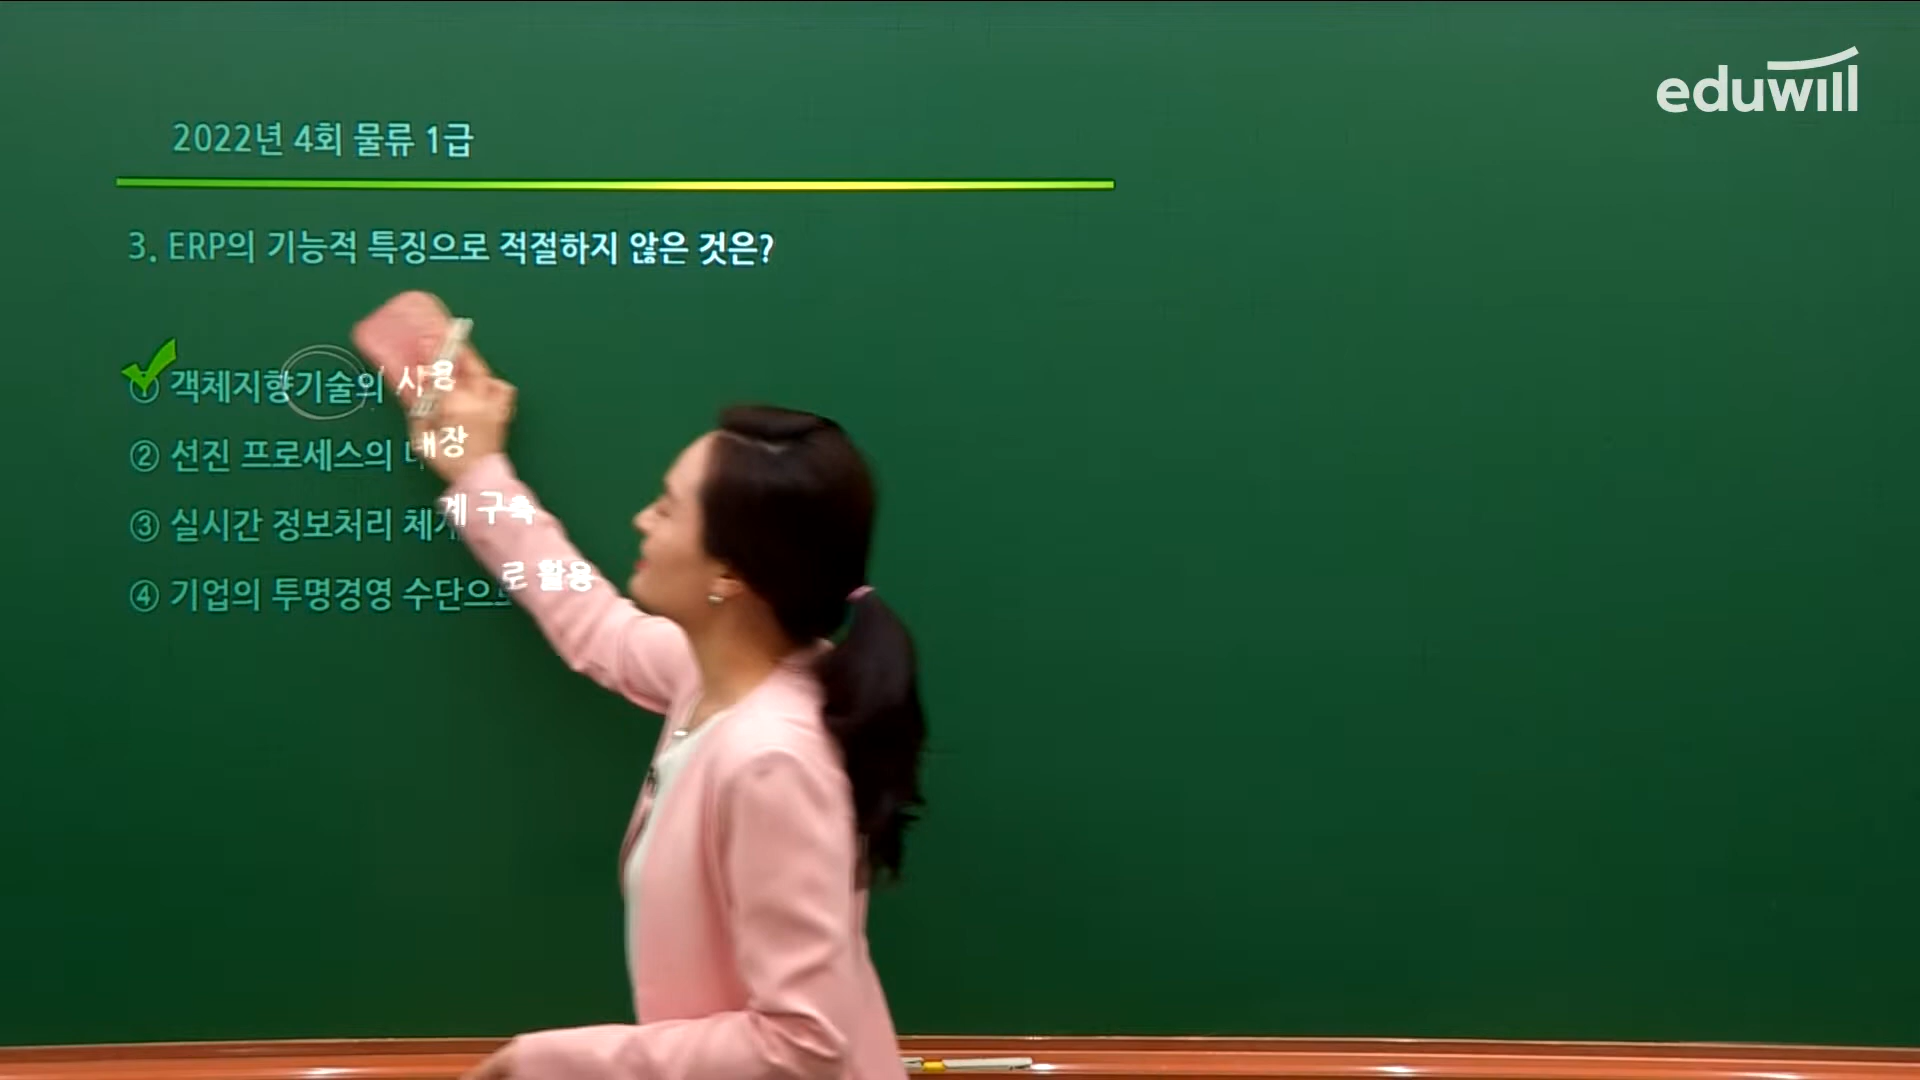 eduwill
2022년 4회 물류 1급
3. ERP의 기능적 특징으로 적절하지 않은 것은?
① 객체지향기술의 사용
② 선진 프로세스의 내장
③ 실시간 정보처리 체계 구축
④ 기업의 투명경영 수단으로 활용